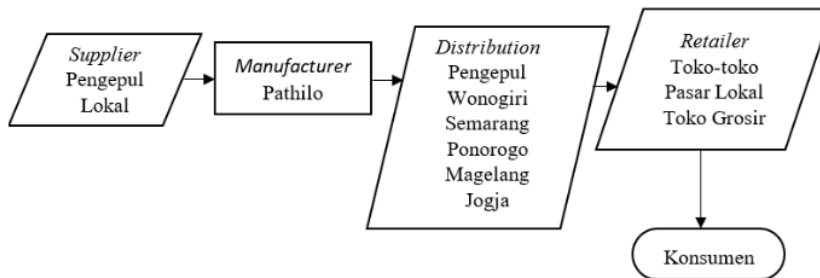 Supplier
Pengepul
Lokal
Manufacturer
Pathilo
Distribution
Pengepul
Wonogiri
Semarang
Ponorogo
Magelang
Jogja
Retailer
Toko-toko
Pasar Lokal
Toko Grosir
Konsumen